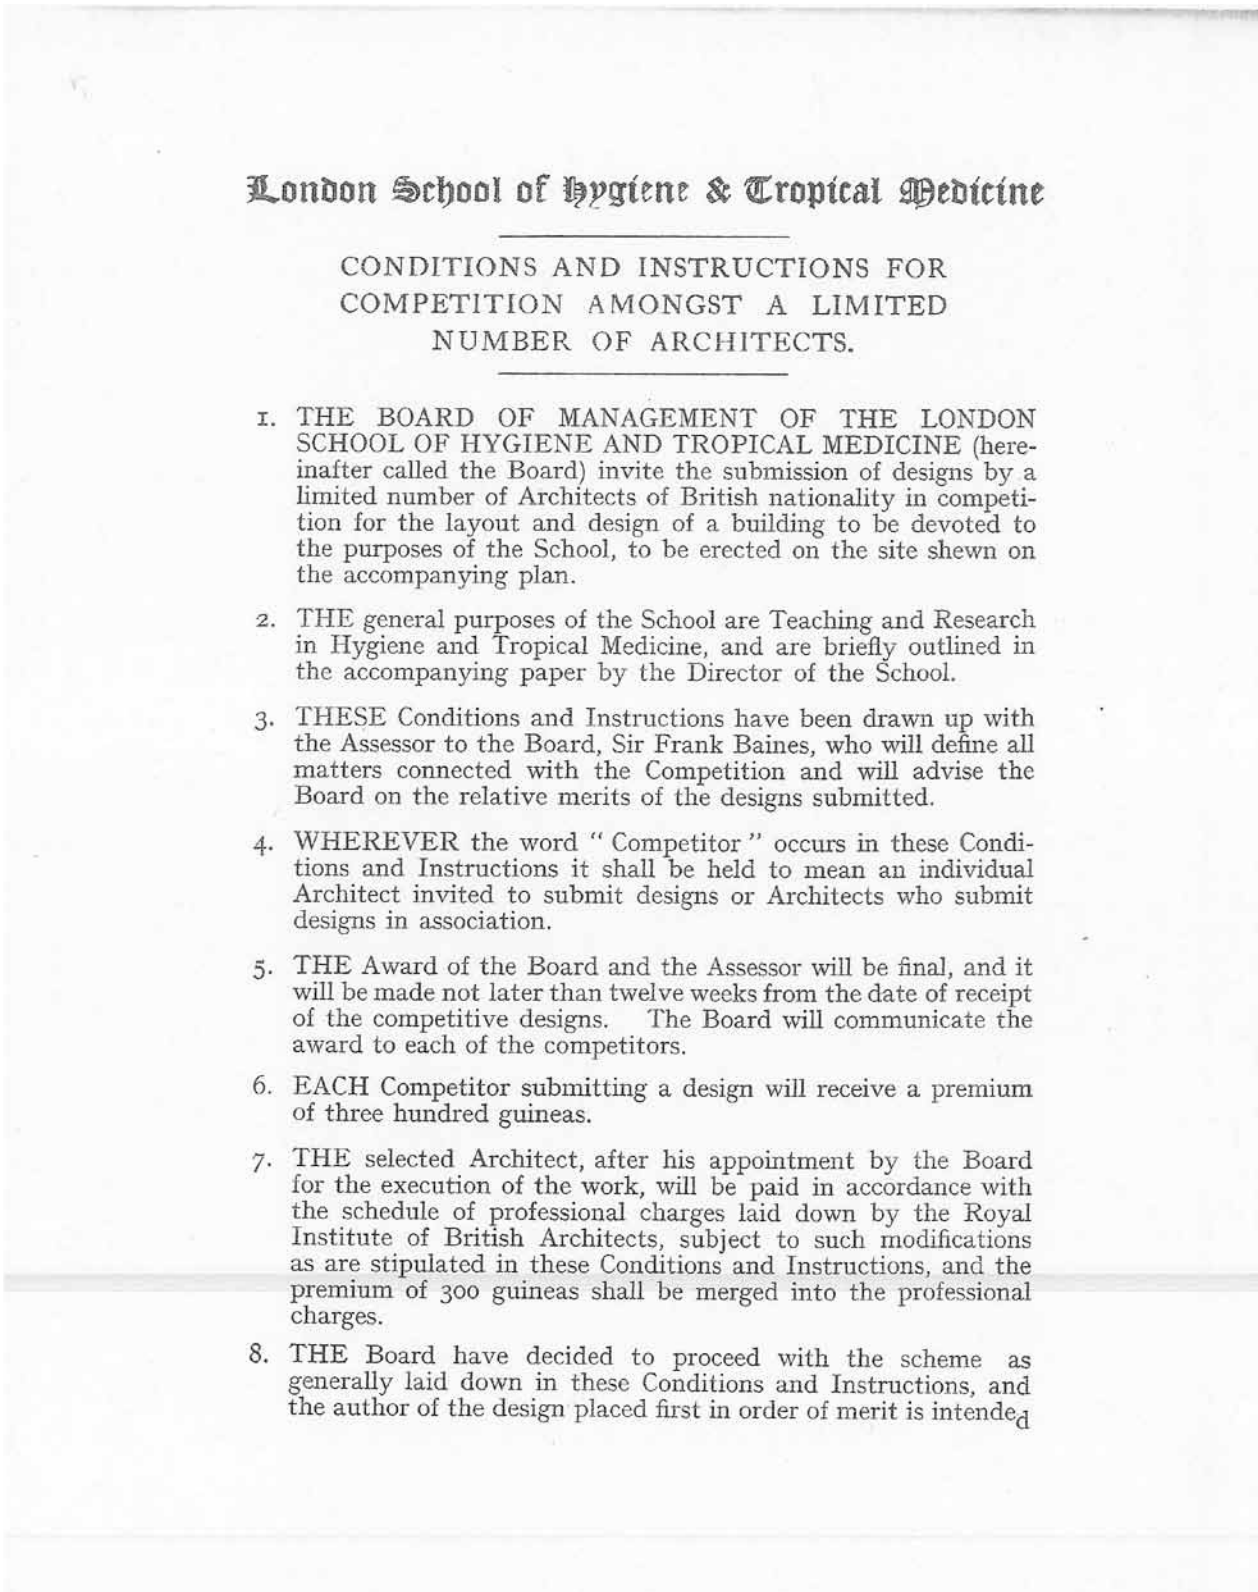 London School of Hygiene & Tropical Medicine
CONDITIONS AND INSTRUCTIONS FOR
COMPETITION AMONGST A LIMITED
NUMBER OF ARCHITECTS.
1. THE BOARD OF MANAGEMENT OF THE LONDON
SCHOOL OF HYGIENE AND TROPICAL MEDICINE (here-
inafter called the Board) invite the submission of designs by a
limited number of Architects of British nationality in competi-
tion for the layout and design of a building to be devoted to
the purposes of the School, to be erected on the site shewn on
the accompanying plan.
2. THE general purposes of the School are Teaching and Research
in Hygiene and Tropical Medicine, and are briefly outlined in
the accompanying paper by the Director of the School.
3. THESE Conditions and Instructions have been drawn up with
the Assessor to the Board, Sir Frank Baines, who will define all
matters connected with the Competition and will advise the
Board on the relative merits of the designs submitted.
4. WHEREVER the word “ Competitor ” occurs in these Condi-
tions and Instructions it shall be held to mean an individual
Architect invited to submit designs or Architects who submit
designs in association.
5. THE Award of the Board and the Assessor will be final, and it
will be made not later than twelve weeks from the date of receipt
of the competitive designs. The Board will communicate the
award to each of the competitors.
6. EACH Competitor submitting a design will receive a premium
of three hundred guineas.
7. THE selected Architect, after his appointment by the Board
for the execution of the work, will be paid in accordance with
the schedule of professional charges laid down by the Royal
Institute of British Architects, subject to such modifications
as are stipulated in these Conditions and Instructions, and the
premium of 300 guineas shall be merged into the professional
charges.
8. THE Board have decided to proceed with the scheme as
generally laid down in these Conditions and Instructions, and
the author of the design placed first in order of merit is intended